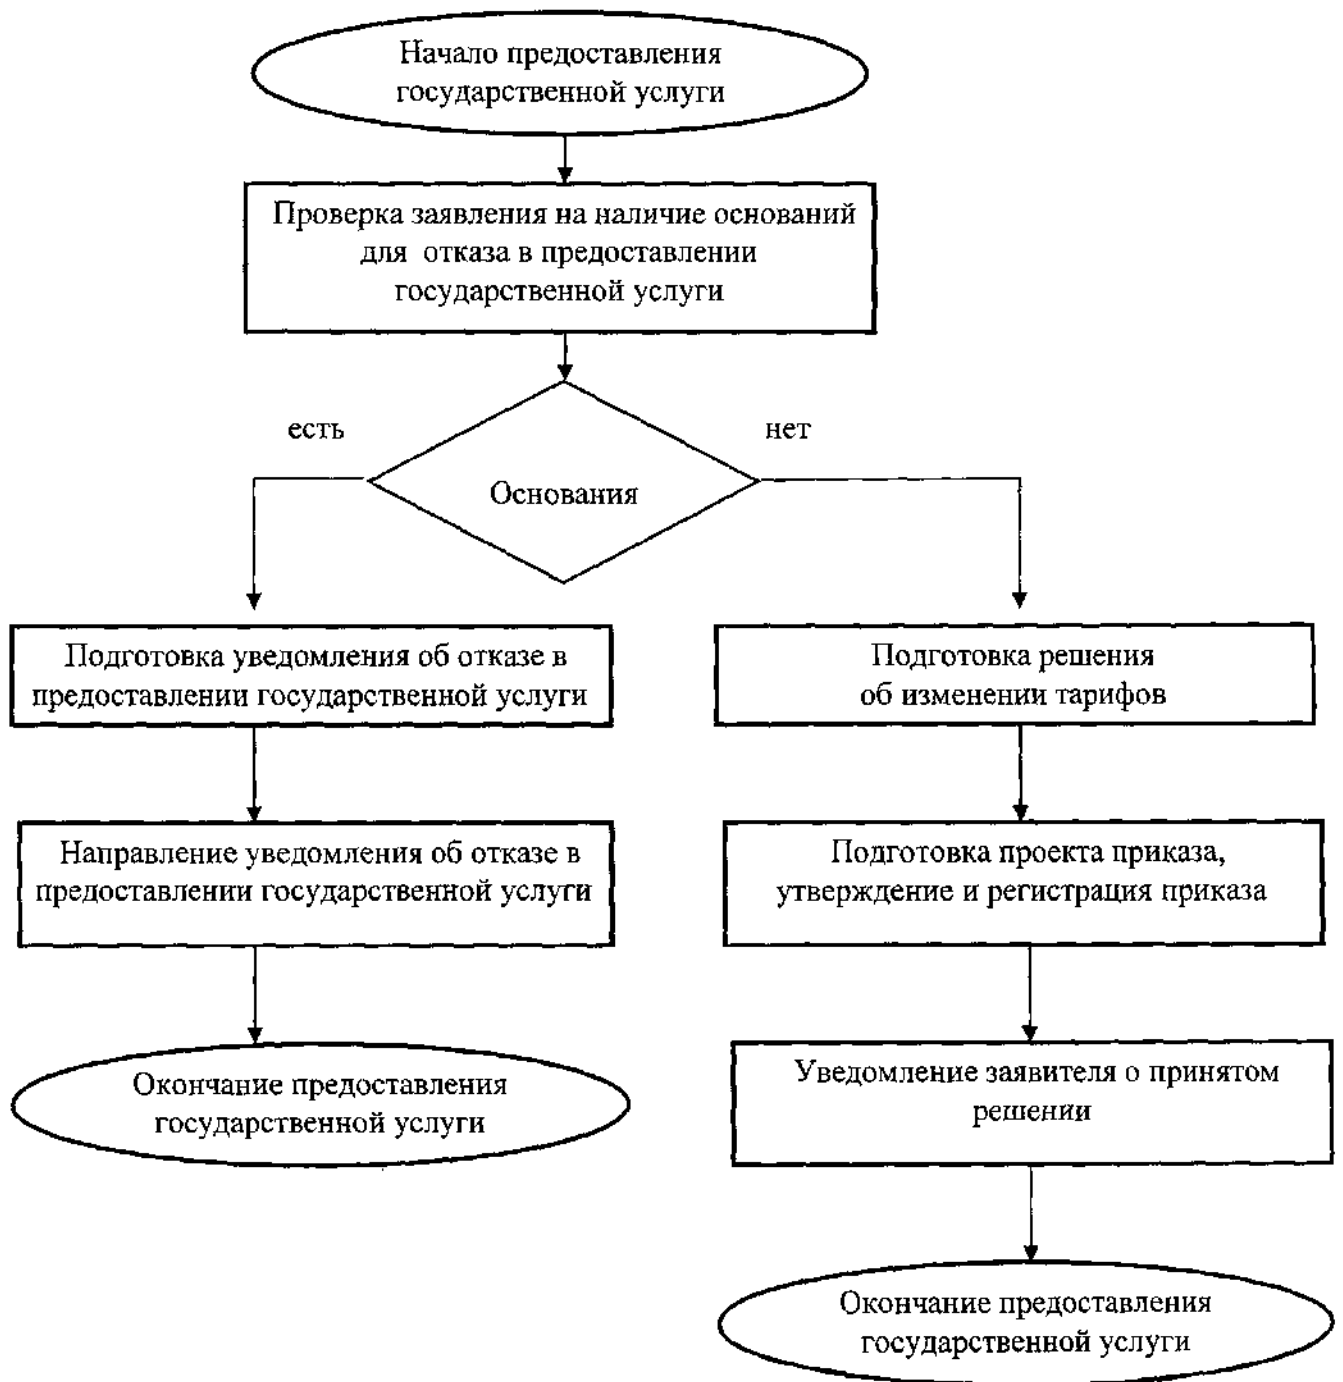 Начало предоставления
государственной услуги
Проверка заявления на наличие оснований
для отказа в предоставлении
государственной услуги
есть
нет
Основания
Подготовка уведомления об отказе в
предоставлении государственной услуги
Подготовка решения
об изменении тарифов
Направление уведомления об отказе в
предоставлении государственной услуги
Подготовка проекта приказа,
утверждение и регистрация приказа
Окончание предоставления
государственной услуги
Уведомление заявителя о принятом
решении
Окончание предоставления
государственной услуги